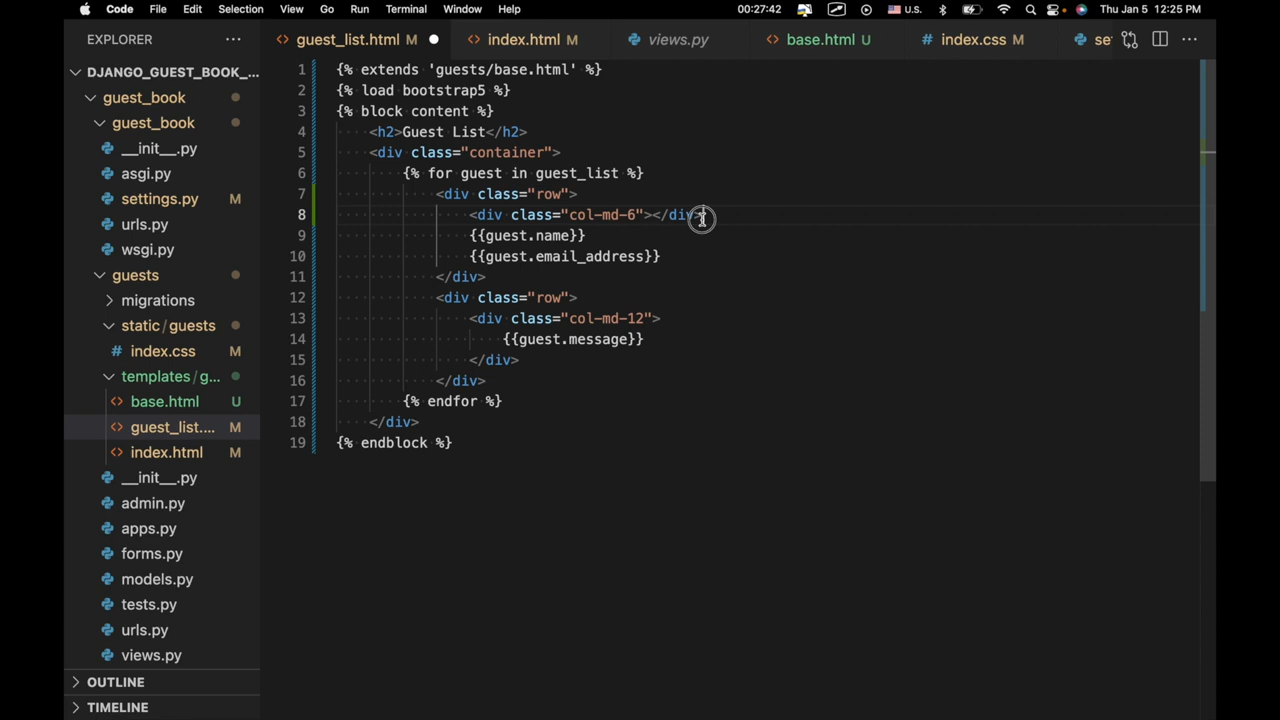 Code File Edit Selection View Go Run Terminal Window Help 00:27:42 U.S. Thu Jan 5 12:25 PM
EXPLORER ···
guest_list.html M index.html M views.py base.html U index.css M set ···
DJANGO_GUEST_BOOK_...
guest_book
guest_book
__init__.py
asgi.py
settings.py M
urls.py
wsgi.py
guests
migrations
static/guests
index.css M
templates/g...
base.html U
guest_list.... M
index.html M
__init__.py
admin.py
apps.py
forms.py
models.py
tests.py
urls.py
views.py
OUTLINE
TIMELINE
1 {% extends 'guests/base.html' %}
2 {% load bootstrap5 %}
3 {% block content %}
4 <h2>Guest List</h2>
5 <div class="container">
6 {% for guest in guest_list %}
7 <div class="row">
8 <div class="col-md-6"></div>
9 {{guest.name}}
10 {{guest.email_address}}
11 </div>
12 <div class="row">
13 <div class="col-md-12">
14 {{guest.message}}
15 </div>
16 </div>
17 {% endfor %}
18 </div>
19 {% endblock %}